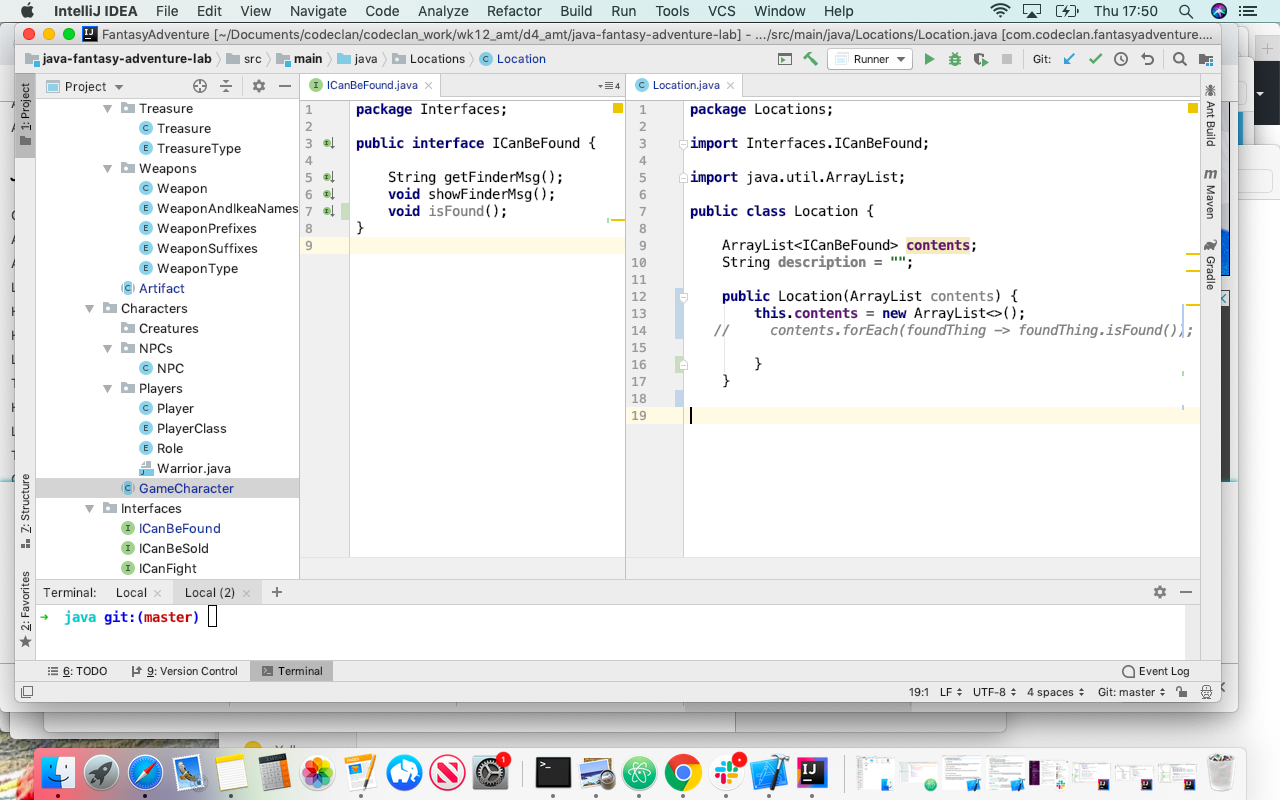 IntelliJ IDEA File Edit View Navigate Code Analyze Refactor Build Run Tools VCS Window Help Thu 17:50
FantasyAdventure [~/Documents/codeclan/codeclan_work/wk12_amt/d4_amt/java-fantasy-adventure-lab] - .../src/main/java/Locations/Location.java [com.codeclan.fantasyadventure....
java-fantasy-adventure-lab src main java Locations Location Runner Git:
1: Project
Project
Treasure
Treasure
TreasureType
Weapons
Weapon
WeaponAndIkeaNames
WeaponPrefixes
WeaponSuffixes
WeaponType
Artifact
Characters
Creatures
NPCs
NPC
Players
Player
PlayerClass
Role
Warrior.java
GameCharacter
Interfaces
ICanBeFound
ICanBeSold
ICanFight
7: Structure
2: Favorites
ICanBeFound.java
4
1 package Interfaces;
2
3 public interface ICanBeFound {
4
5 String getFinderMsg();
6 void showFinderMsg();
7 void isFound();
8 }
9
Location.java
1 package Locations;
2
3 import Interfaces.ICanBeFound;
4
5 import java.util.ArrayList;
6
7 public class Location {
8
9 ArrayList<ICanBeFound> contents;
10 String description = "";
11
12 public Location(ArrayList contents) {
13 this.contents = new ArrayList<>();
14 // contents.forEach(foundThing -> foundThing.isFound());
15
16 }
17 }
18
19
Ant Build
Maven
Gradle
Terminal: Local Local (2)
java git:(master)
6: TODO 9: Version Control Terminal Event Log
19:1 LF UTF-8 4 spaces Git: master